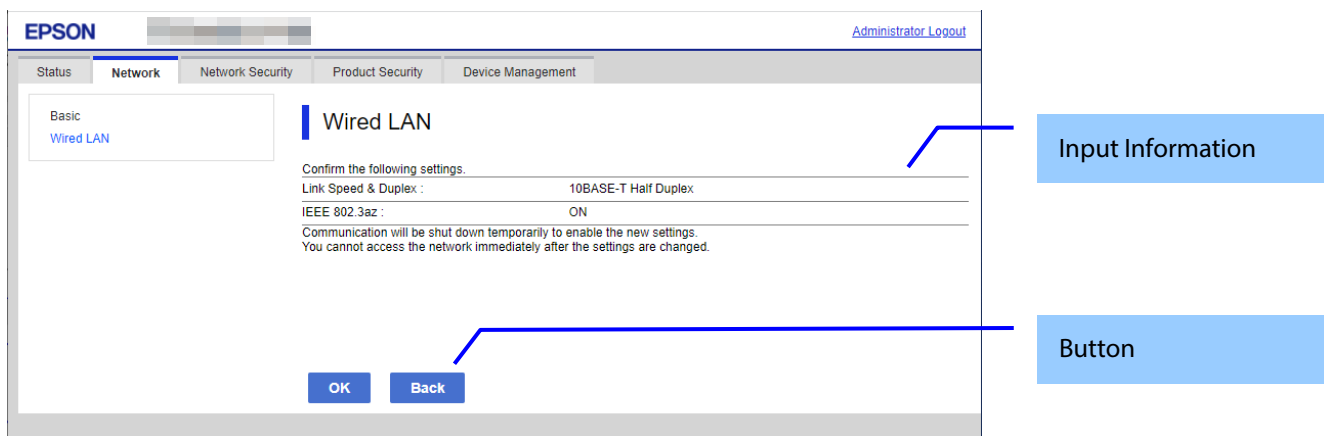 EPSON
Administrator Logout
Status Network Network Security Product Security Device Management
Basic
Wired LAN
Wired LAN
Confirm the following settings.
Link Speed & Duplex : 10BASE-T Half Duplex
IEEE 802.3az : ON
Communication will be shut down temporarily to enable the new settings.
You cannot access the network immediately after the settings are changed.
OK Back
Input Information
Button